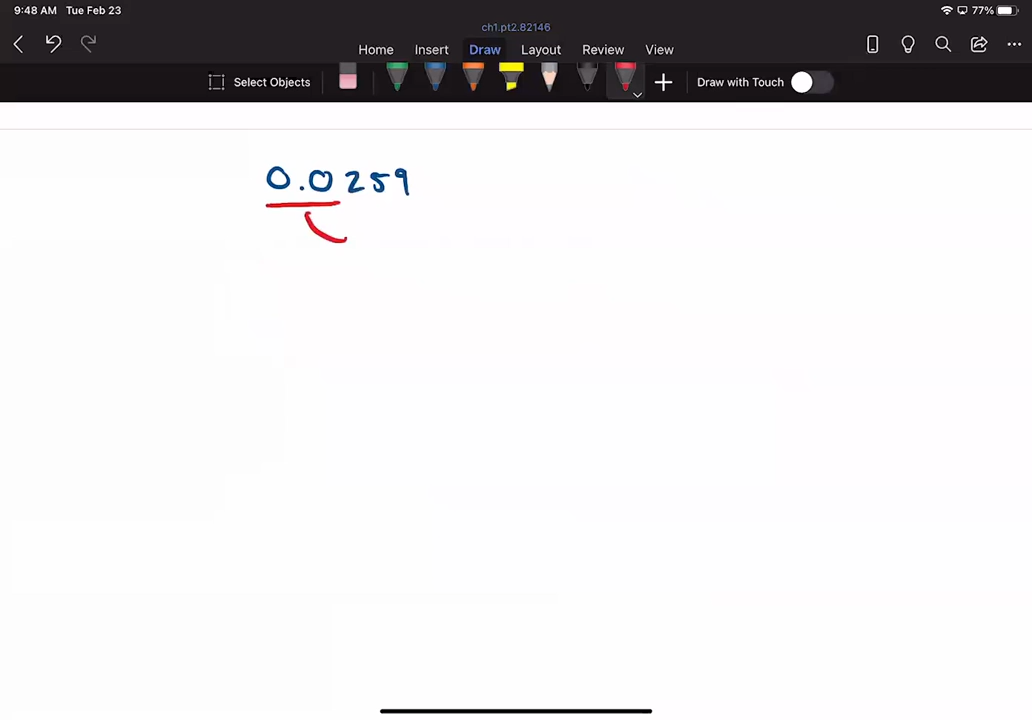 9:48 AM Tue Feb 23 77%
ch1.pt2.82146
Home Insert Draw Layout Review View
Select Objects Draw with Touch
0.0259